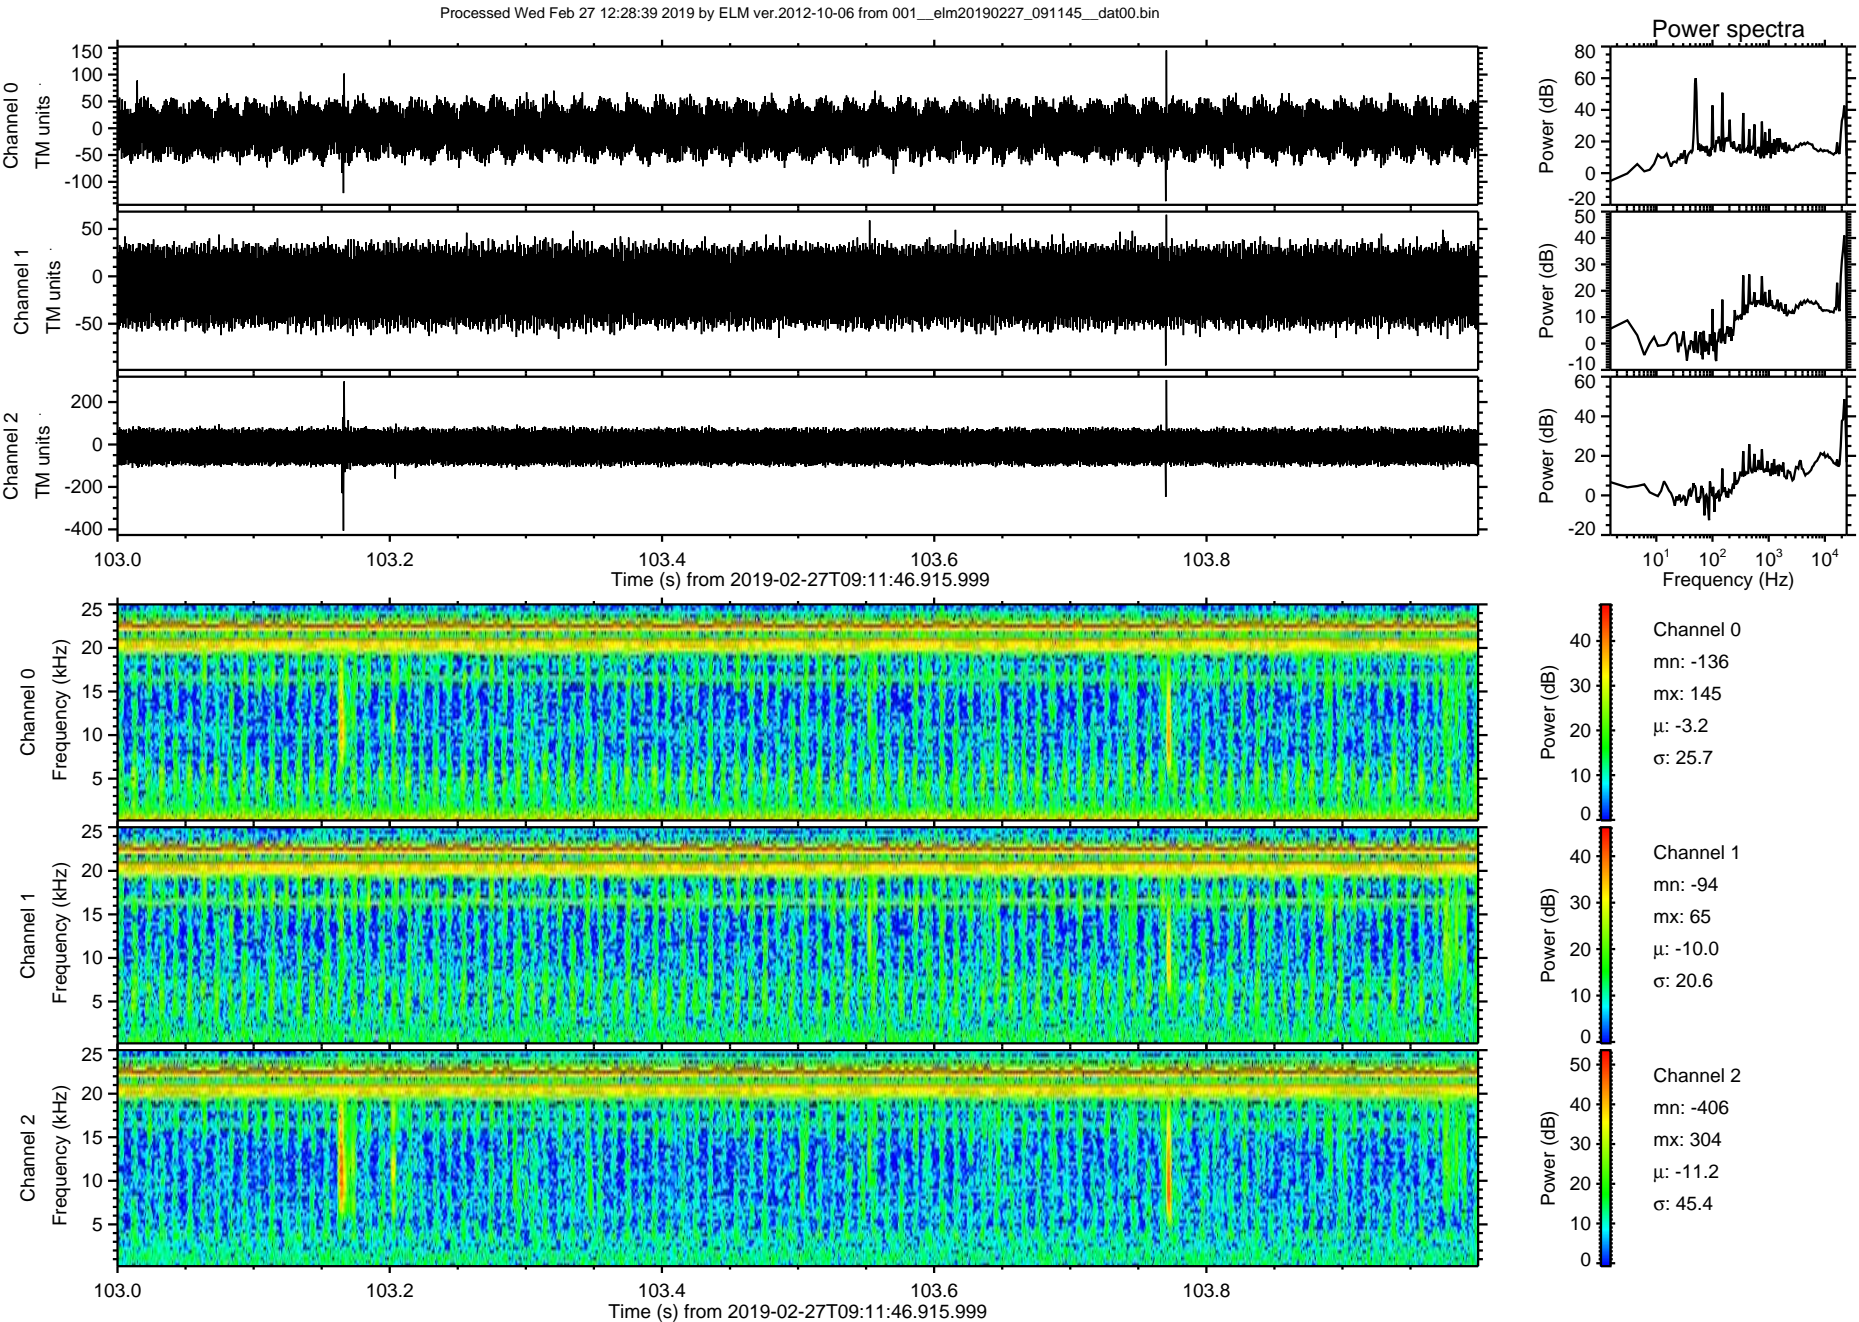 Processed Wed Feb 27 12:28:39 2019 by ELM ver.2012-10-06 from 001__elm20190227_091145__dat00.bin
Power spectra
Channel 0
TM units
150
100
50
0
-50
-100
Power (dB)
80
60
40
20
0
-20
Channel 1
TM units
50
0
-50
Power (dB)
50
40
30
20
10
0
-10
Channel 2
TM units
200
0
-200
-400
Power (dB)
60
40
20
0
-20
103.0 103.2 103.4 103.6 103.8
Time (s) from 2019-02-27T09:11:46.915.999
10¹ 10² 10³ 10⁴
Frequency (Hz)
Channel 0
Frequency (kHz)
25
20
15
10
5
Power (dB)
40
30
20
10
0
Channel 0
mn: -136
mx: 145
μ: -3.2
σ: 25.7
Channel 1
Frequency (kHz)
25
20
15
10
5
Power (dB)
40
30
20
10
0
Channel 1
mn: -94
mx: 65
μ: -10.0
σ: 20.6
Channel 2
Frequency (kHz)
25
20
15
10
5
Power (dB)
50
40
30
20
10
0
Channel 2
mn: -406
mx: 304
μ: -11.2
σ: 45.4
103.0 103.2 103.4 103.6 103.8
Time (s) from 2019-02-27T09:11:46.915.999